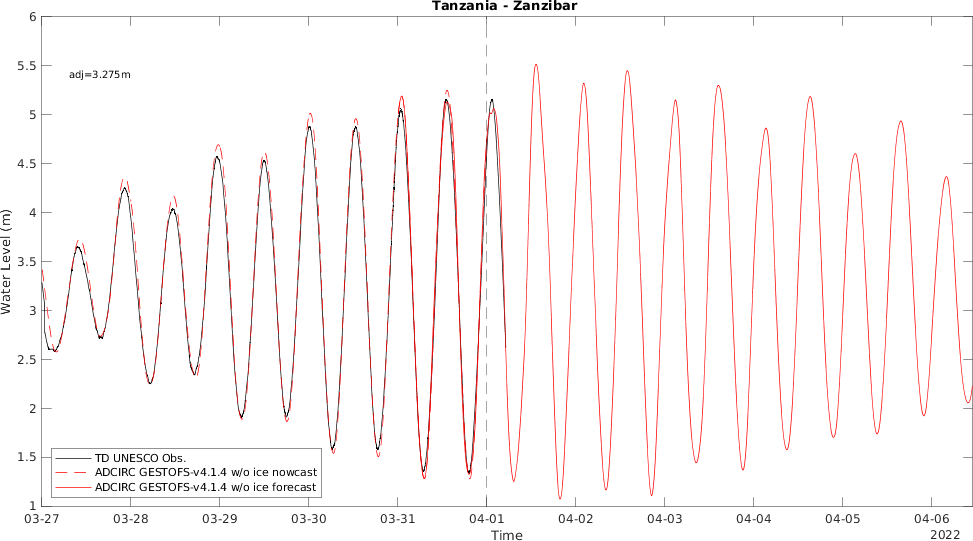 Tanzania - Zanzibar
6
5.5
5
4.5
4
3.5
3
2.5
2
1.5
1
Water Level (m)
adj=3.275m
TD UNESCO Obs.
ADCIRC GESTOFS-v4.1.4 w/o ice nowcast
ADCIRC GESTOFS-v4.1.4 w/o ice forecast
03-27 03-28 03-29 03-30 03-31 04-01 04-02 04-03 04-04 04-05 04-06
Time
2022